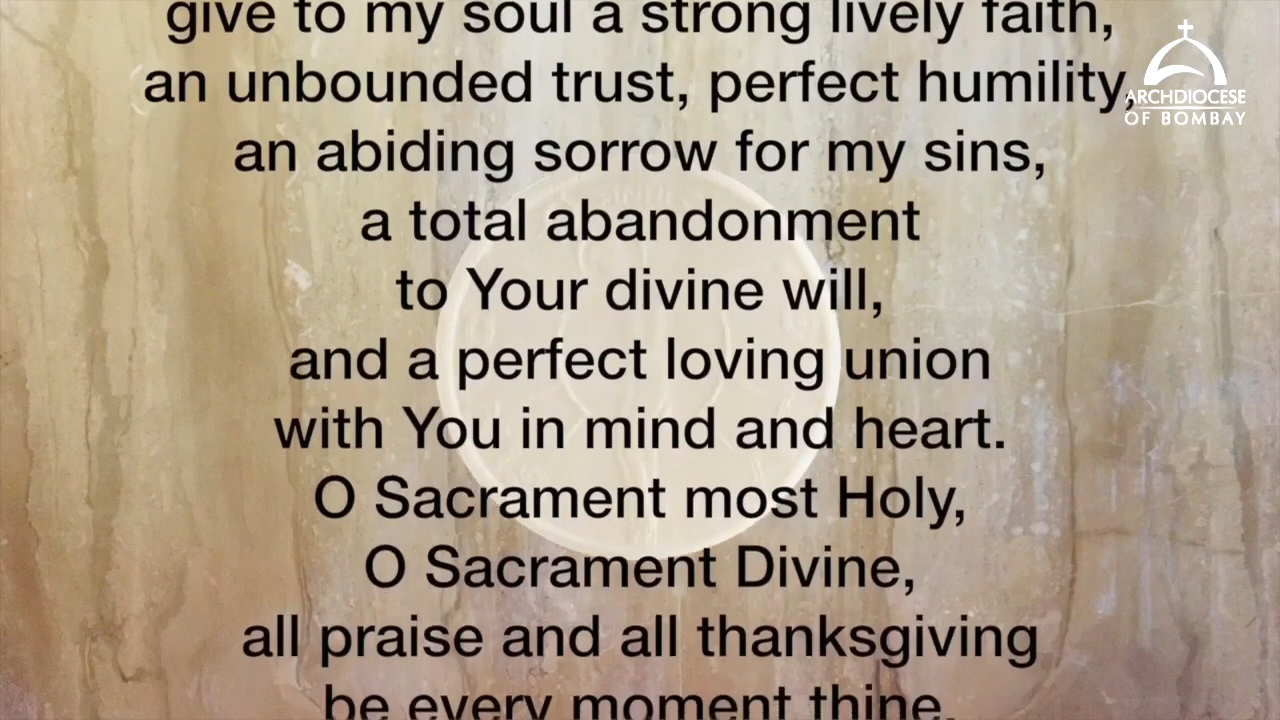 give to my soul a strong lively faith,
an unbounded trust, perfect humility,
an abiding sorrow for my sins,
a total abandonment
to Your divine will,
and a perfect loving union
with You in mind and heart.
O Sacrament most Holy,
O Sacrament Divine,
all praise and all thanksgiving
be every moment thine.
ARCHDIOCESE
OF BOMBAY